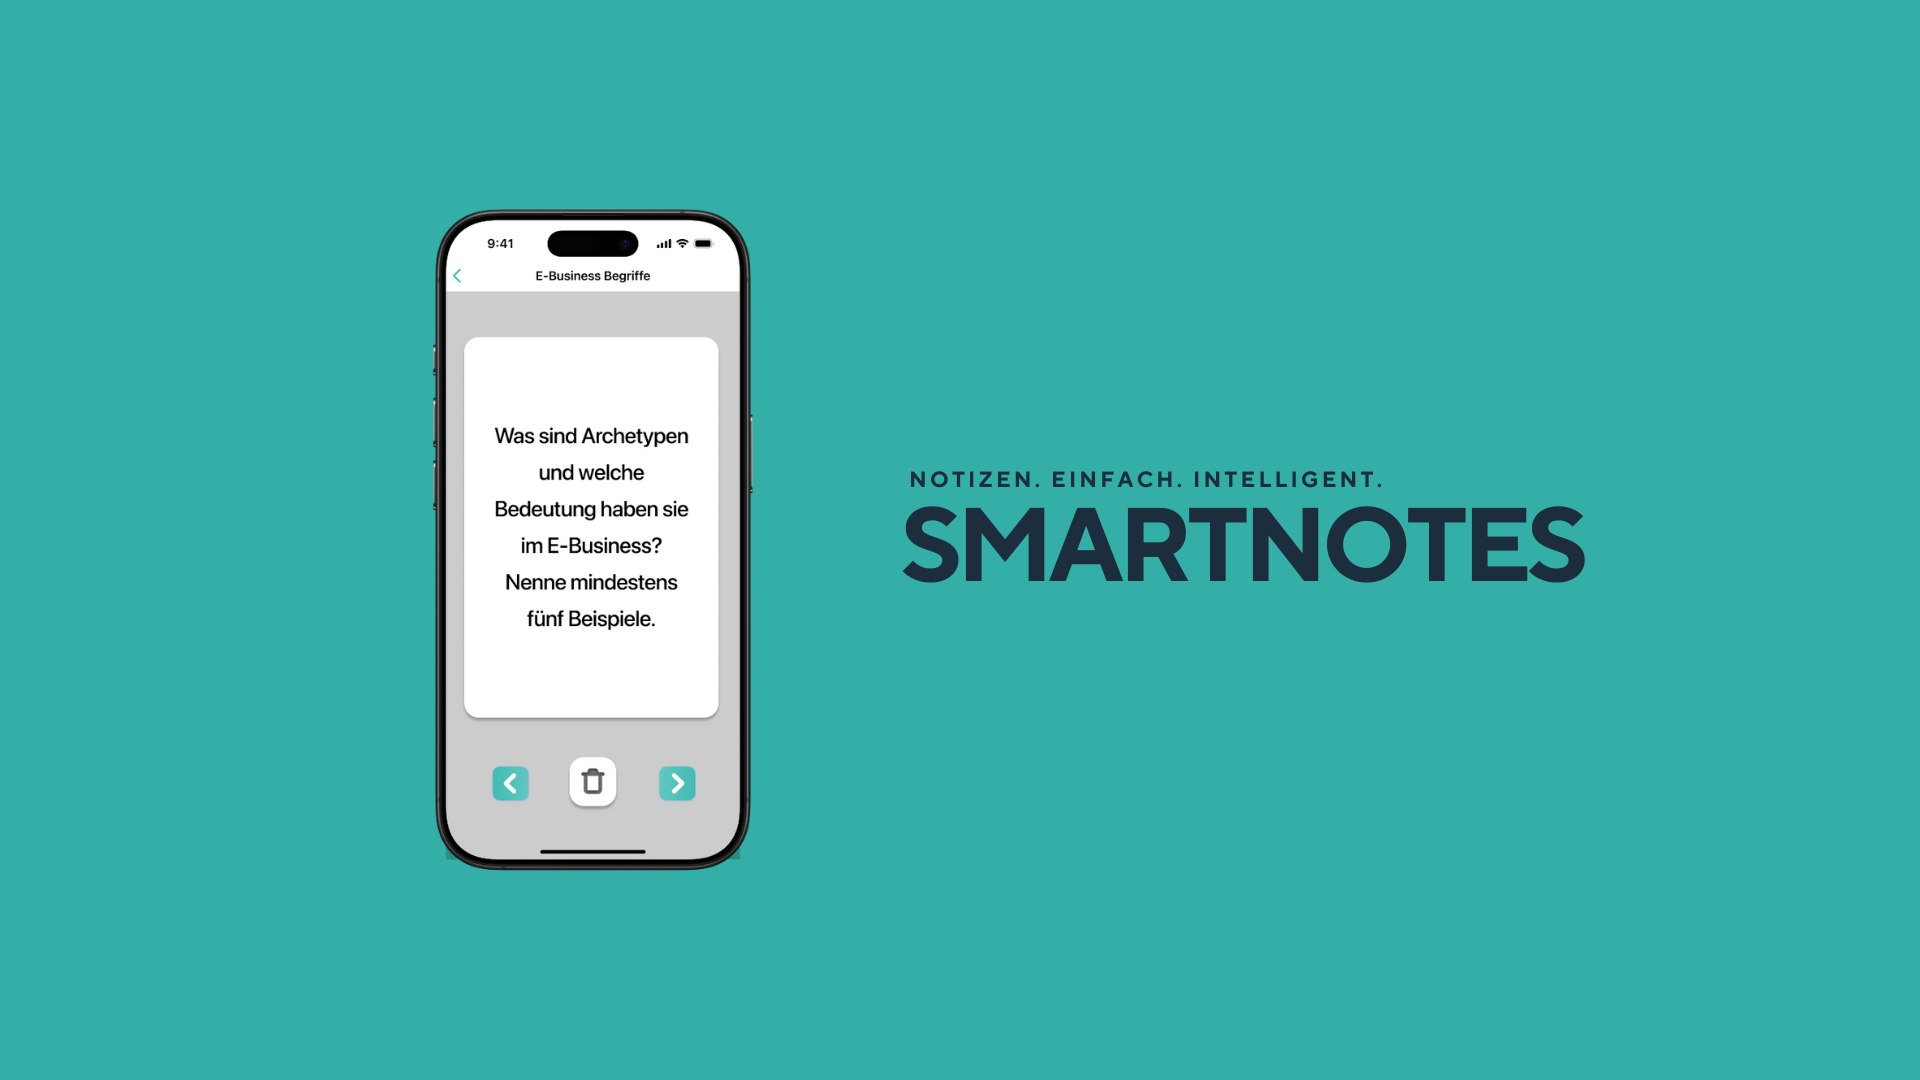 9:41
E-Business Begriffe
Was sind Archetypen
und welche
Bedeutung haben sie
im E-Business?
Nenne mindestens
fünf Beispiele.
NOTIZEN. EINFACH. INTELLIGENT.
SMARTNOTES